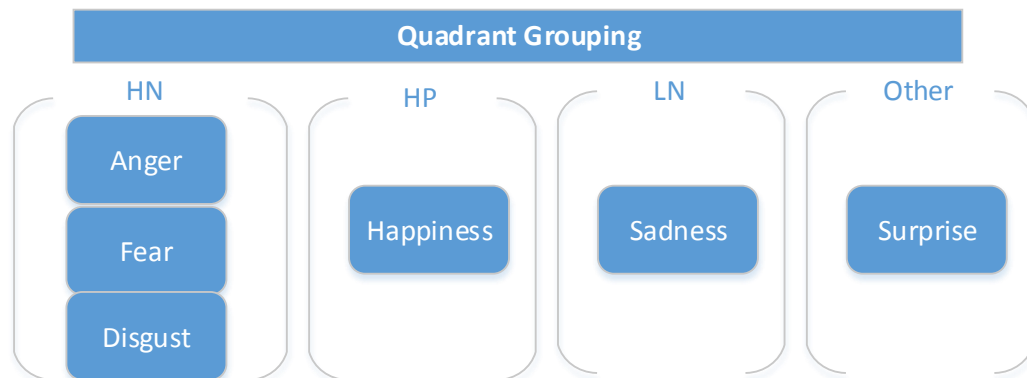 Quadrant Grouping
HN
Anger
Fear
Disgust
HP
Happiness
LN
Sadness
Other
Surprise